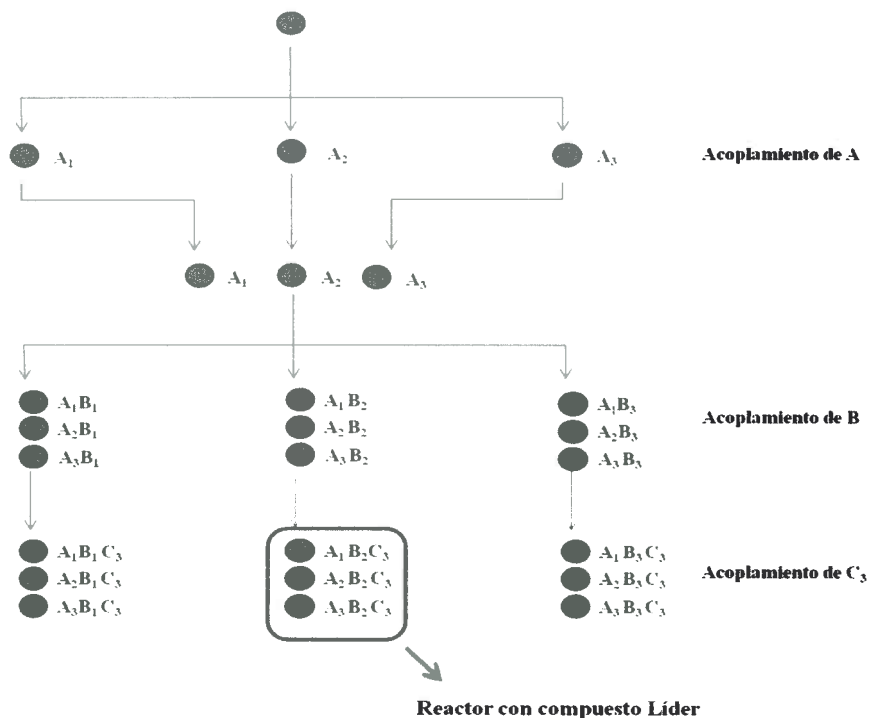 A₁ A₂ A₃ Acoplamiento de A
A₁ A₂ A₃
A₁B₁ A₁B₂ A₁B₃
A₂B₁ A₂B₂ A₂B₃ Acoplamiento de B
A₃B₁ A₃B₂ A₃B₃
A₁B₁C₃ A₁B₂C₃ A₁B₃C₃
A₂B₁C₃ A₂B₂C₃ A₂B₃C₃ Acoplamiento de C₃
A₃B₁C₃ A₃B₂C₃ A₃B₃C₃
Reactor con compuesto Líder